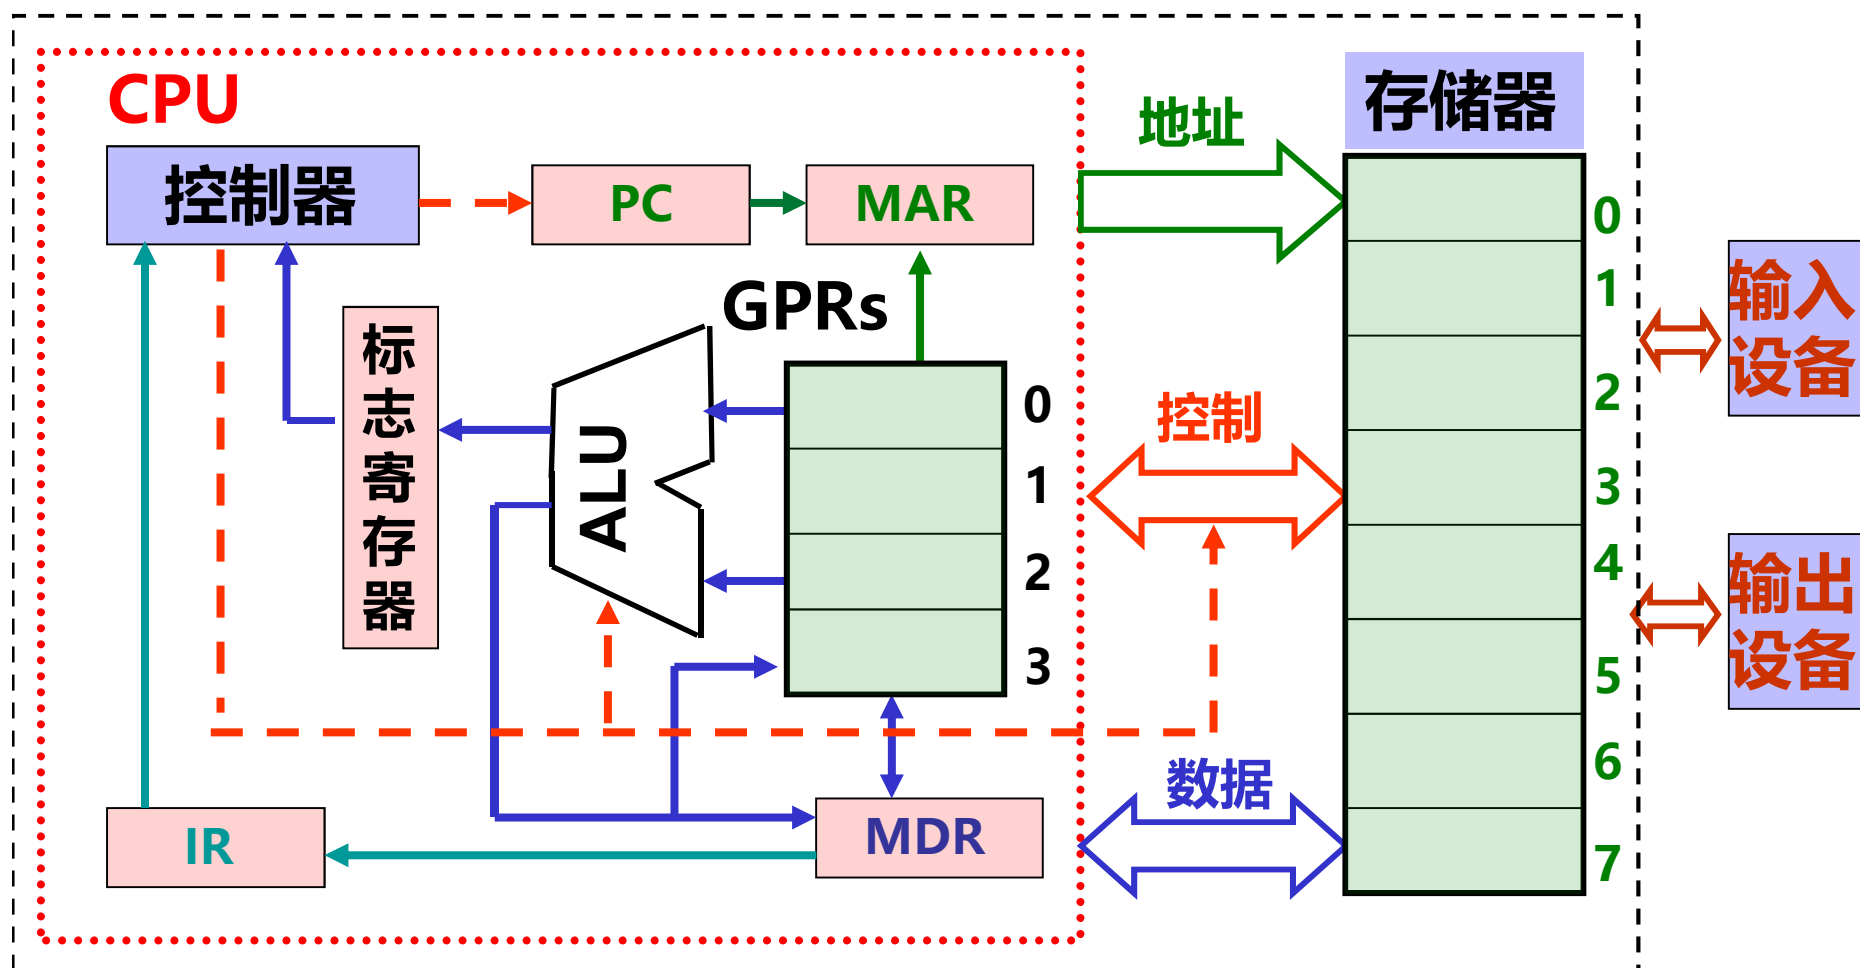 CPU
控制器
PC
MAR
地址
存储器
GPRs
标
志
寄
存
器
ALU
0
1
2
3
控制
数据
IR
MDR
0
1
2
3
4
5
6
7
输入
设备
输出
设备